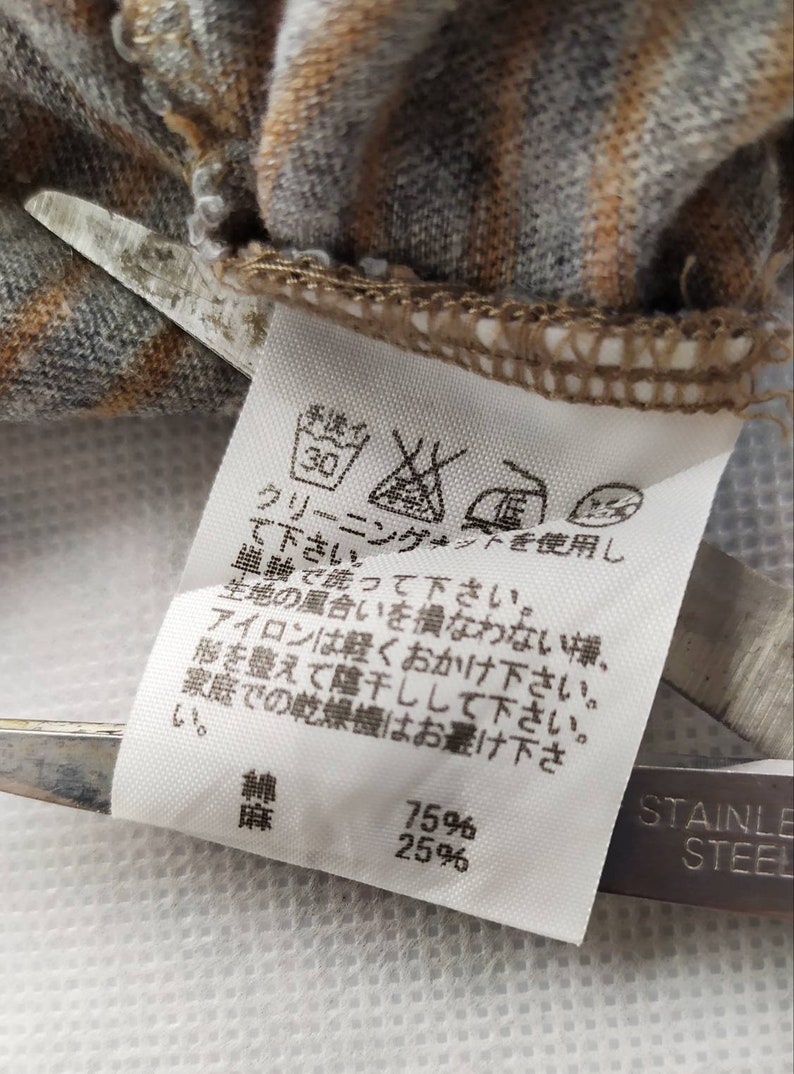 手洗イ
30
低
クリーニングネットを使用し
て下さい。
単独で洗って下さい。
生地の風合いを損なわない様、
アイロンは軽くおかけ下さい。
形を整えて陰干しして下さい。
家庭での乾燥機はお避け下さ
い。
綿 75%
麻 25%
STAINLE
STEEL